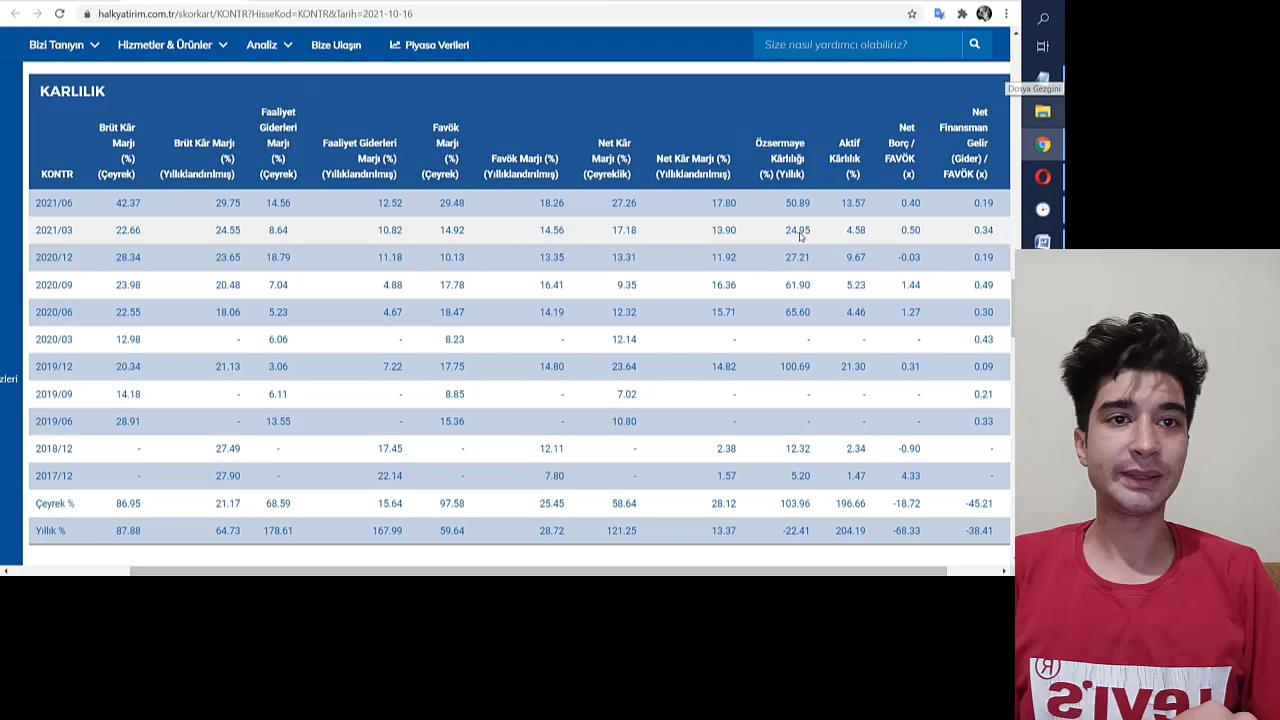 halkyatirim.com.tr/skorkart/KONTR?HisseKod=KONTR&Tarih=2021-10-16
Bizi Tanıyın Hizmetler & Ürünler Analiz Bize Ulaşın Piyasa Verileri Size nasıl yardımcı olabiliriz?
Dosya Gezgini
KARLILIK
KONTR
Brüt Kâr
Marjı
(%)
(Çeyrek)
Brüt Kâr Marjı
(%)
(Yıllıklandırılmış)
Faaliyet
Giderleri
Marjı
(%)
(Çeyrek)
Faaliyet Giderleri
Marjı (%)
(Yıllıklandırılmış)
Favök
Marjı
(%)
(Çeyrek)
Favök Marjı (%)
(Yıllıklandırılmış)
Net Kâr
Marjı (%)
(Çeyreklik)
Net Kâr Marjı (%)
(Yıllıklandırılmış)
Özsermaye
Kârlılığı
(%) (Yıllık)
Aktif
Kârlılık
(%)
Net
Borç /
FAVÖK
(x)
Net
Finansman
Gelir
(Gider) /
FAVÖK (x)
2021/06 42.37 29.75 14.56 12.52 29.48 18.26 27.26 17.80 50.89 13.57 0.40 0.19
2021/03 22.66 24.55 8.64 10.82 14.92 14.56 17.18 13.90 24.95 4.58 0.50 0.34
2020/12 28.34 23.65 18.79 11.18 10.13 13.35 13.31 11.92 27.21 9.67 -0.03 0.19
2020/09 23.98 20.48 7.04 4.88 17.78 16.41 9.35 16.36 61.90 5.23 1.44 0.49
2020/06 22.55 18.06 5.23 4.67 18.47 14.19 12.32 15.71 65.60 4.46 1.27 0.30
2020/03 12.98 - 6.06 - 8.23 - 12.14 - - - - 0.43
2019/12 20.34 21.13 3.06 7.22 17.75 14.80 23.64 14.82 100.69 21.30 0.31 0.09
2019/09 14.18 - 6.11 - 8.85 - 7.02 - - - - 0.21
2019/06 28.91 - 13.55 - 15.36 - 10.80 - - - - 0.33
2018/12 - 27.49 - 17.45 - 12.11 - 2.38 12.32 2.34 -0.90 -
2017/12 - 27.90 - 22.14 - 7.80 - 1.57 5.20 1.47 4.33 -
Çeyrek % 86.95 21.17 68.59 15.64 97.58 25.45 58.64 28.12 103.96 196.66 -18.72 -45.21
Yıllık % 87.88 64.73 178.61 167.99 59.64 28.72 121.25 13.37 -22.41 204.19 -68.33 -38.41
zleri
Levi's
®